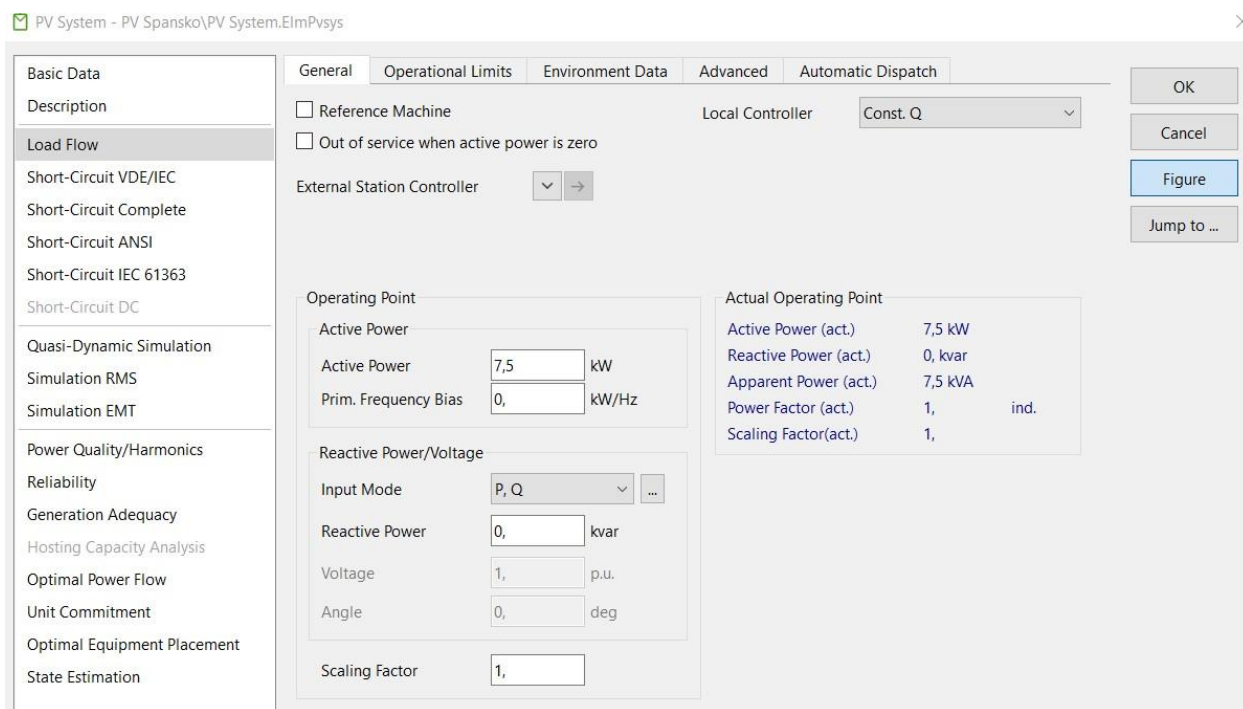 PV System - PV Spansko\PV System.ElmPvsys
Basic Data
Description
Load Flow
Short-Circuit VDE/IEC
Short-Circuit Complete
Short-Circuit ANSI
Short-Circuit IEC 61363
Short-Circuit DC
Quasi-Dynamic Simulation
Simulation RMS
Simulation EMT
Power Quality/Harmonics
Reliability
Generation Adequacy
Hosting Capacity Analysis
Optimal Power Flow
Unit Commitment
Optimal Equipment Placement
State Estimation
General Operational Limits Environment Data Advanced Automatic Dispatch
Reference Machine
Out of service when active power is zero
External Station Controller
Local Controller Const. Q
Operating Point
Active Power
Active Power 7,5 kW
Prim. Frequency Bias 0, kW/Hz
Reactive Power/Voltage
Input Mode P, Q ...
Reactive Power 0, kvar
Voltage 1, p.u.
Angle 0, deg
Scaling Factor 1,
Actual Operating Point
Active Power (act.) 7,5 kW
Reactive Power (act.) 0, kvar
Apparent Power (act.) 7,5 kVA
Power Factor (act.) 1, ind.
Scaling Factor(act.) 1,
OK
Cancel
Figure
Jump to ...